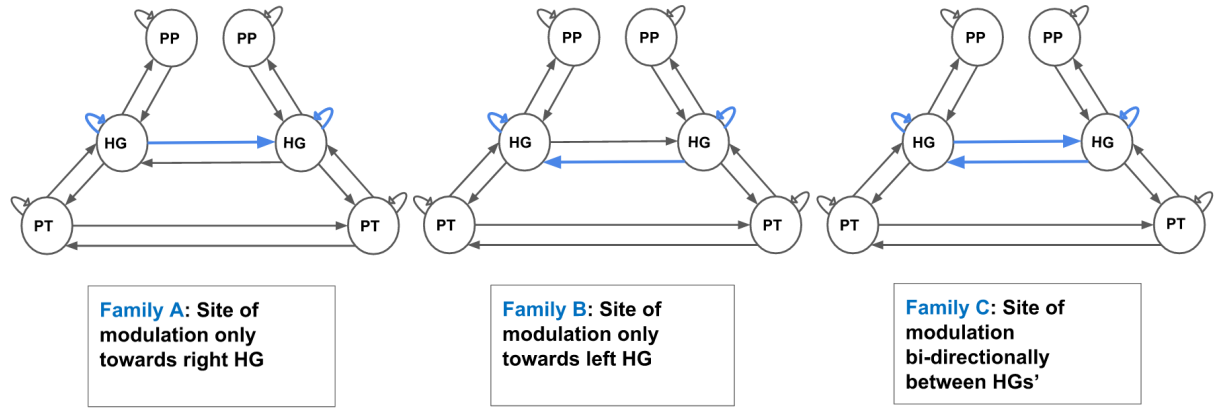 PP PP PP PP PP PP
HG HG HG HG HG HG
PT PT PT PT PT PT
Family A: Site of
modulation only
towards right HG
Family B: Site of
modulation only
towards left HG
Family C: Site of
modulation
bi-directionally
between HGs’